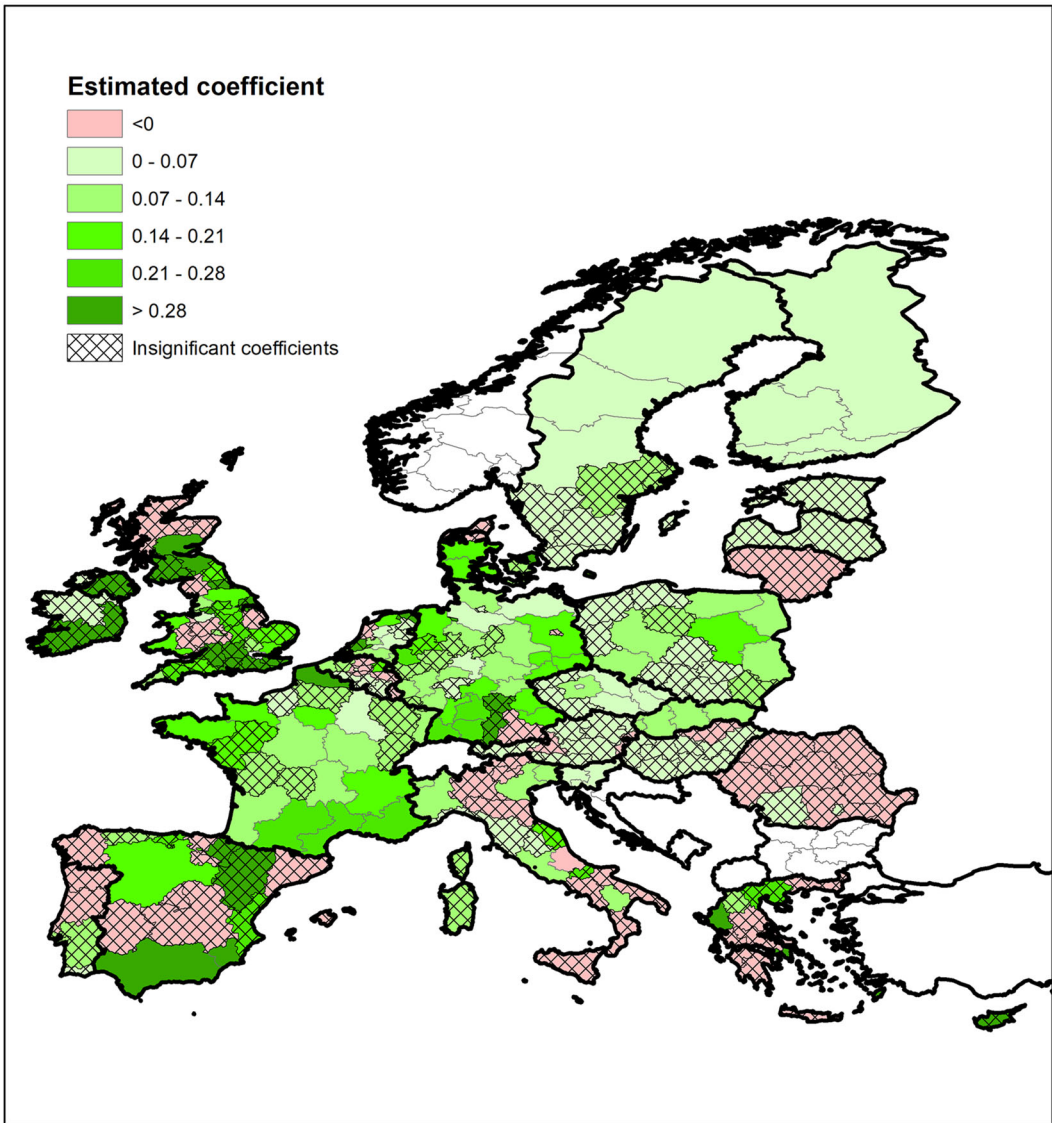 Estimated coefficient
<0
0 - 0.07
0.07 - 0.14
0.14 - 0.21
0.21 - 0.28
> 0.28
Insignificant coefficients